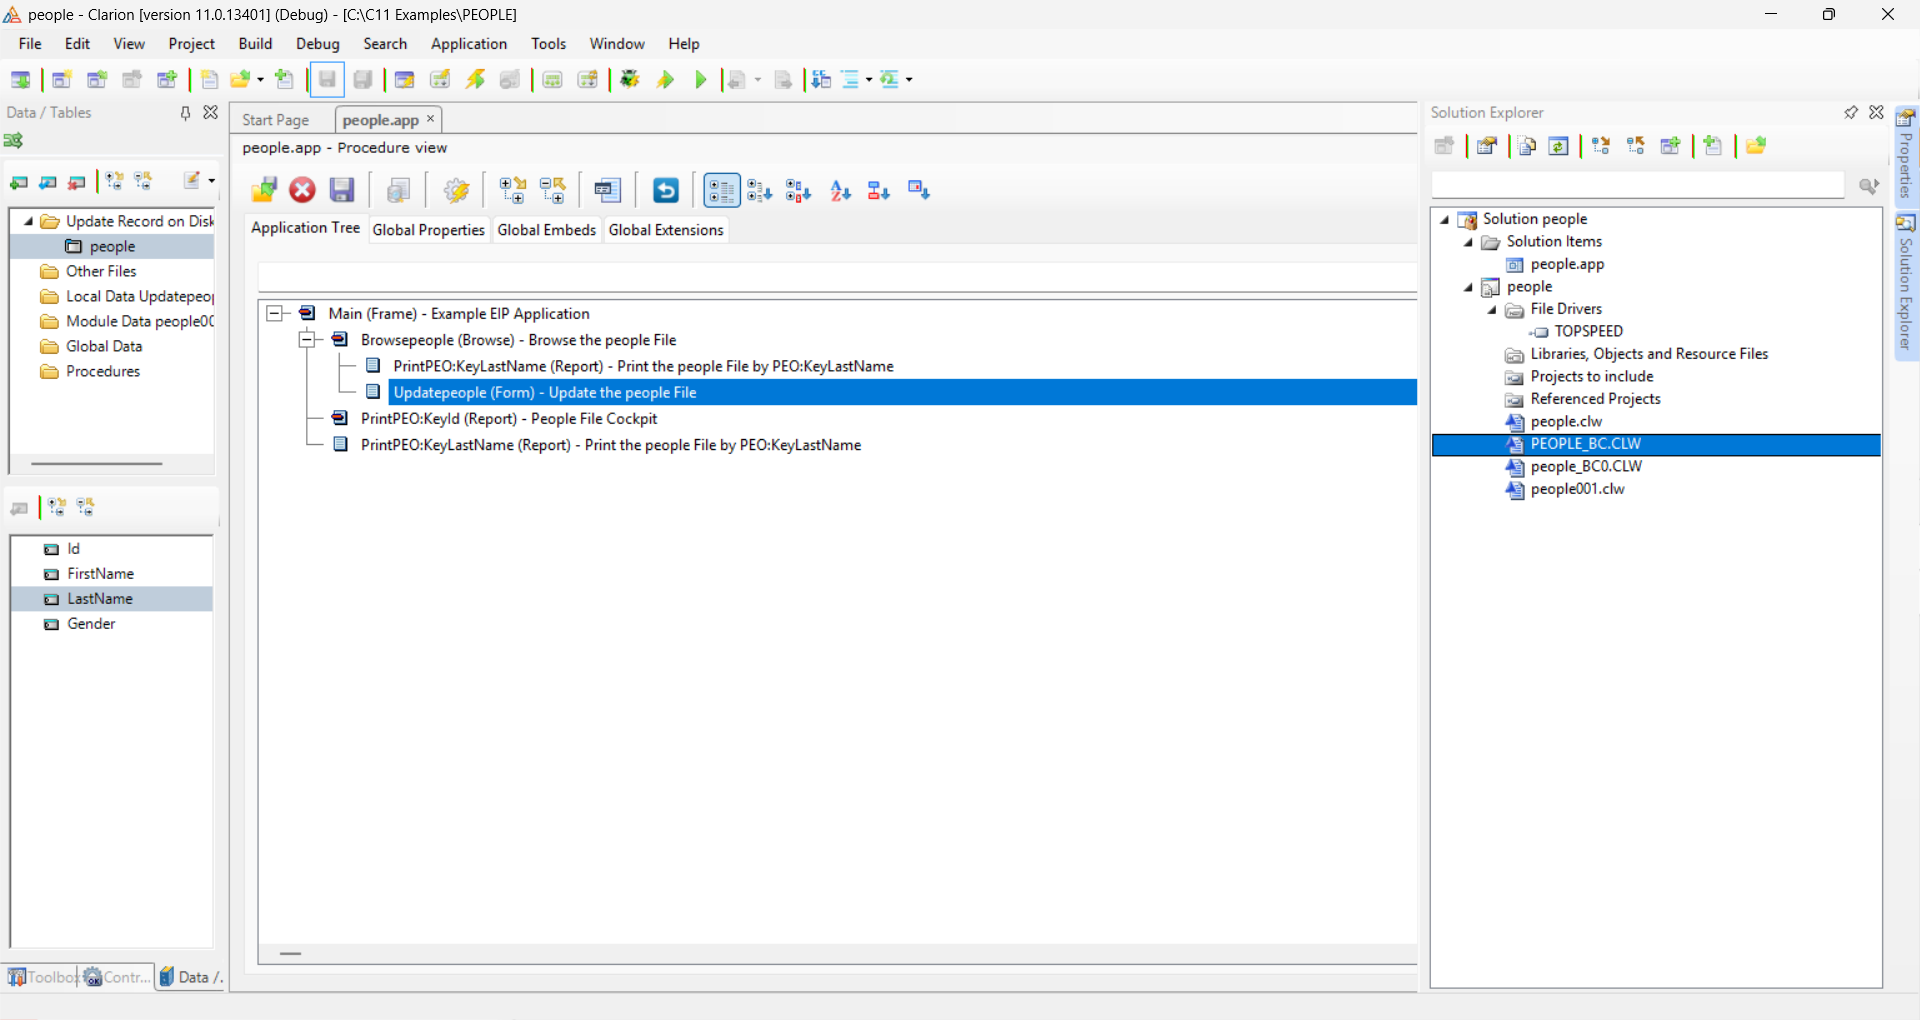 people - Clarion [version 11.0.13401] (Debug) - [C:\C11 Examples\PEOPLE]
File Edit View Project Build Debug Search Application Tools Window Help
Data / Tables
Update Record on Disk
people
Other Files
Local Data Updatepeop
Module Data people00
Global Data
Procedures
Id
FirstName
LastName
Gender
Toolbox Contr... Data /.
Start Page people.app
people.app - Procedure view
Application Tree Global Properties Global Embeds Global Extensions
Main (Frame) - Example EIP Application
Browsepeople (Browse) - Browse the people File
PrintPEO:KeyLastName (Report) - Print the people File by PEO:KeyLastName
Updatepeople (Form) - Update the people File
PrintPEO:KeyId (Report) - People File Cockpit
PrintPEO:KeyLastName (Report) - Print the people File by PEO:KeyLastName
Solution Explorer
Solution people
Solution Items
people.app
people
File Drivers
TOPSPEED
Libraries, Objects and Resource Files
Projects to include
Referenced Projects
people.clw
PEOPLE_BC.CLW
people_BC0.CLW
people001.clw
Properties
Solution Explorer